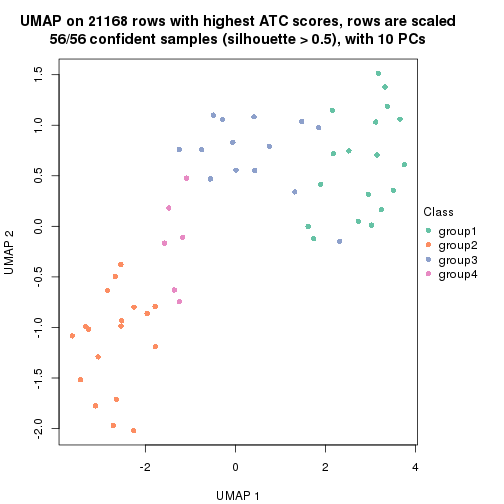 UMAP on 21168 rows with highest ATC scores, rows are scaled
56/56 confident samples (silhouette > 0.5), with 10 PCs
1.5
1.0
0.5
0.0
-0.5
-1.0
-1.5
-2.0
UMAP 2
-2
0
2
4
UMAP 1
Class
group1
group2
group3
group4